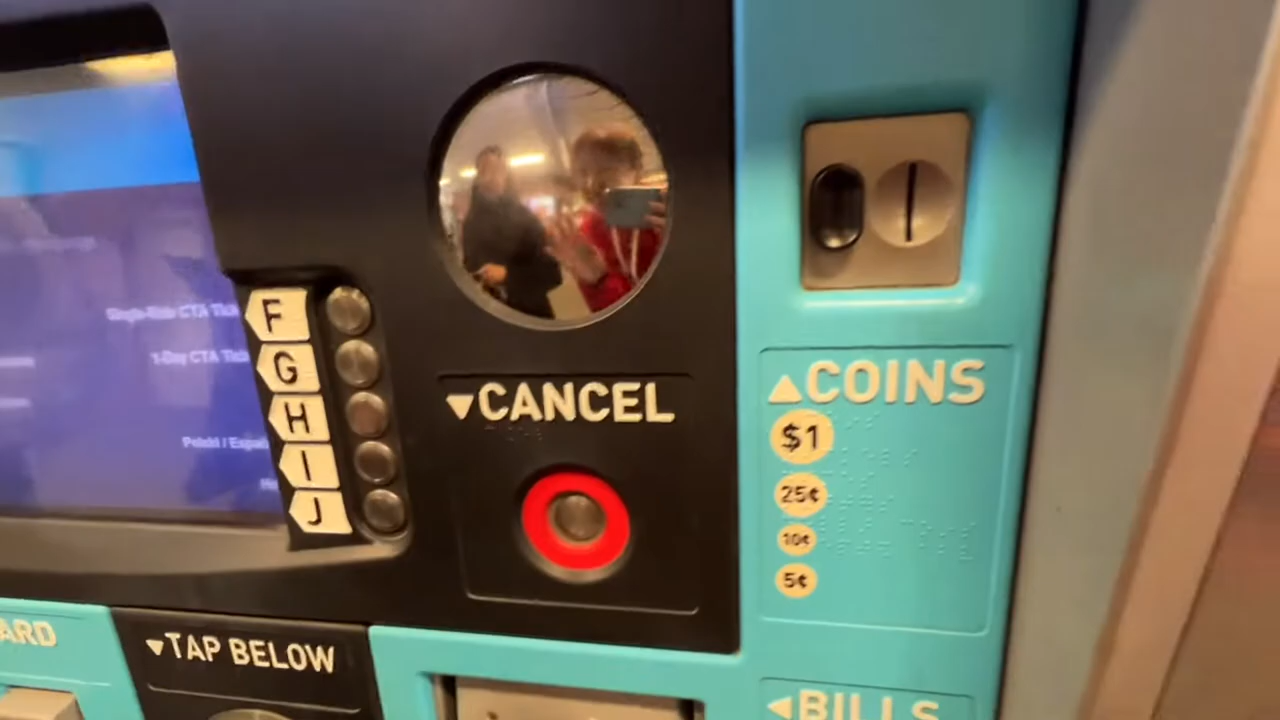 Single-Ride CTA Tick
1-Day CTA Tick
Polski / Españ
F
G
H
I
J
▼CANCEL
▲COINS
$1
25¢
10¢
5¢
ARD
▼TAP BELOW
◀BILLS